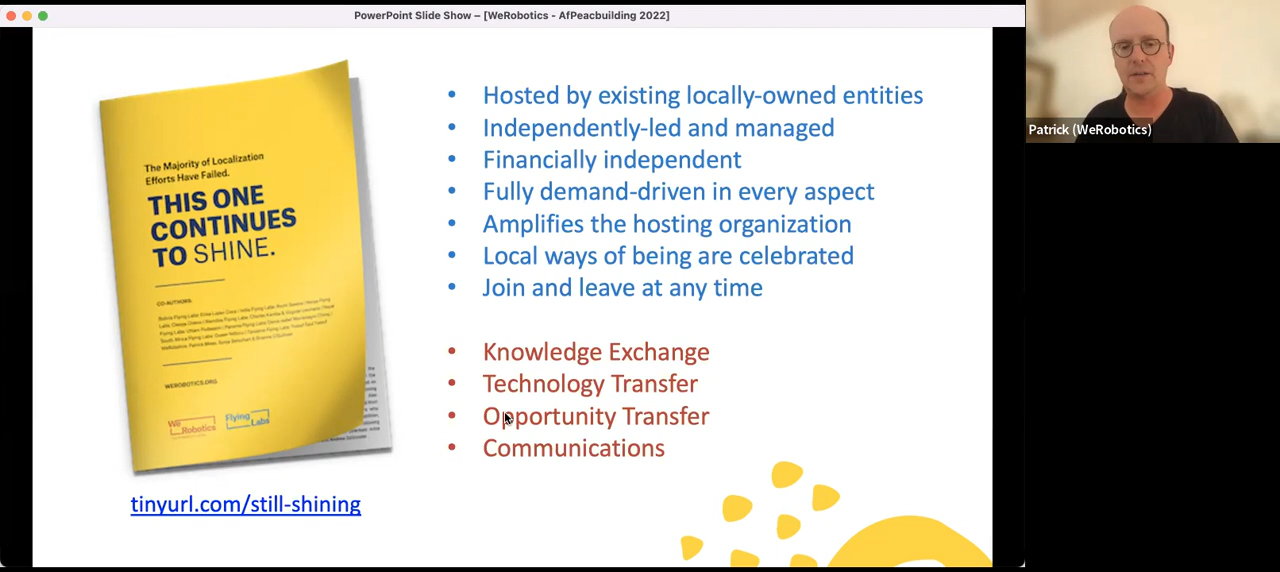 PowerPoint Slide Show – [WeRobotics - AfPeacbuilding 2022]
Patrick (WeRobotics)
The Majority of Localization
Efforts Have Failed.
THIS ONE
CONTINUES
TO SHINE.
CO-AUTHORS:
WEROBOTICS.ORG
We
Robotics
Flying
Labs
tinyurl.com/still-shining
• Hosted by existing locally-owned entities
• Independently-led and managed
• Financially independent
• Fully demand-driven in every aspect
• Amplifies the hosting organization
• Local ways of being are celebrated
• Join and leave at any time
• Knowledge Exchange
• Technology Transfer
• Opportunity Transfer
• Communications